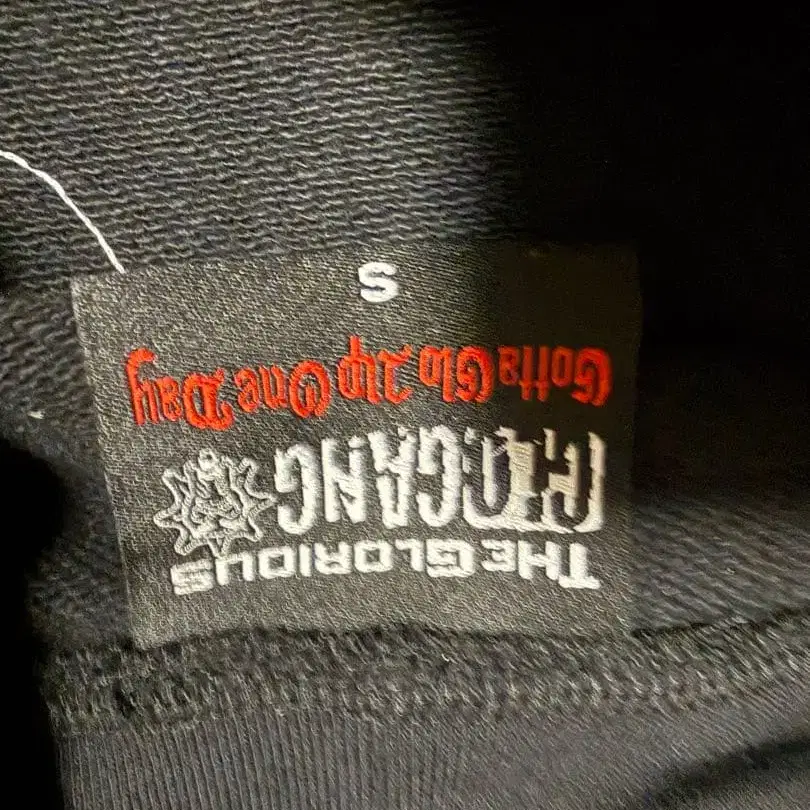 THE GLORIOUS
GLOGANG
Gotta Glo Up One Day
S